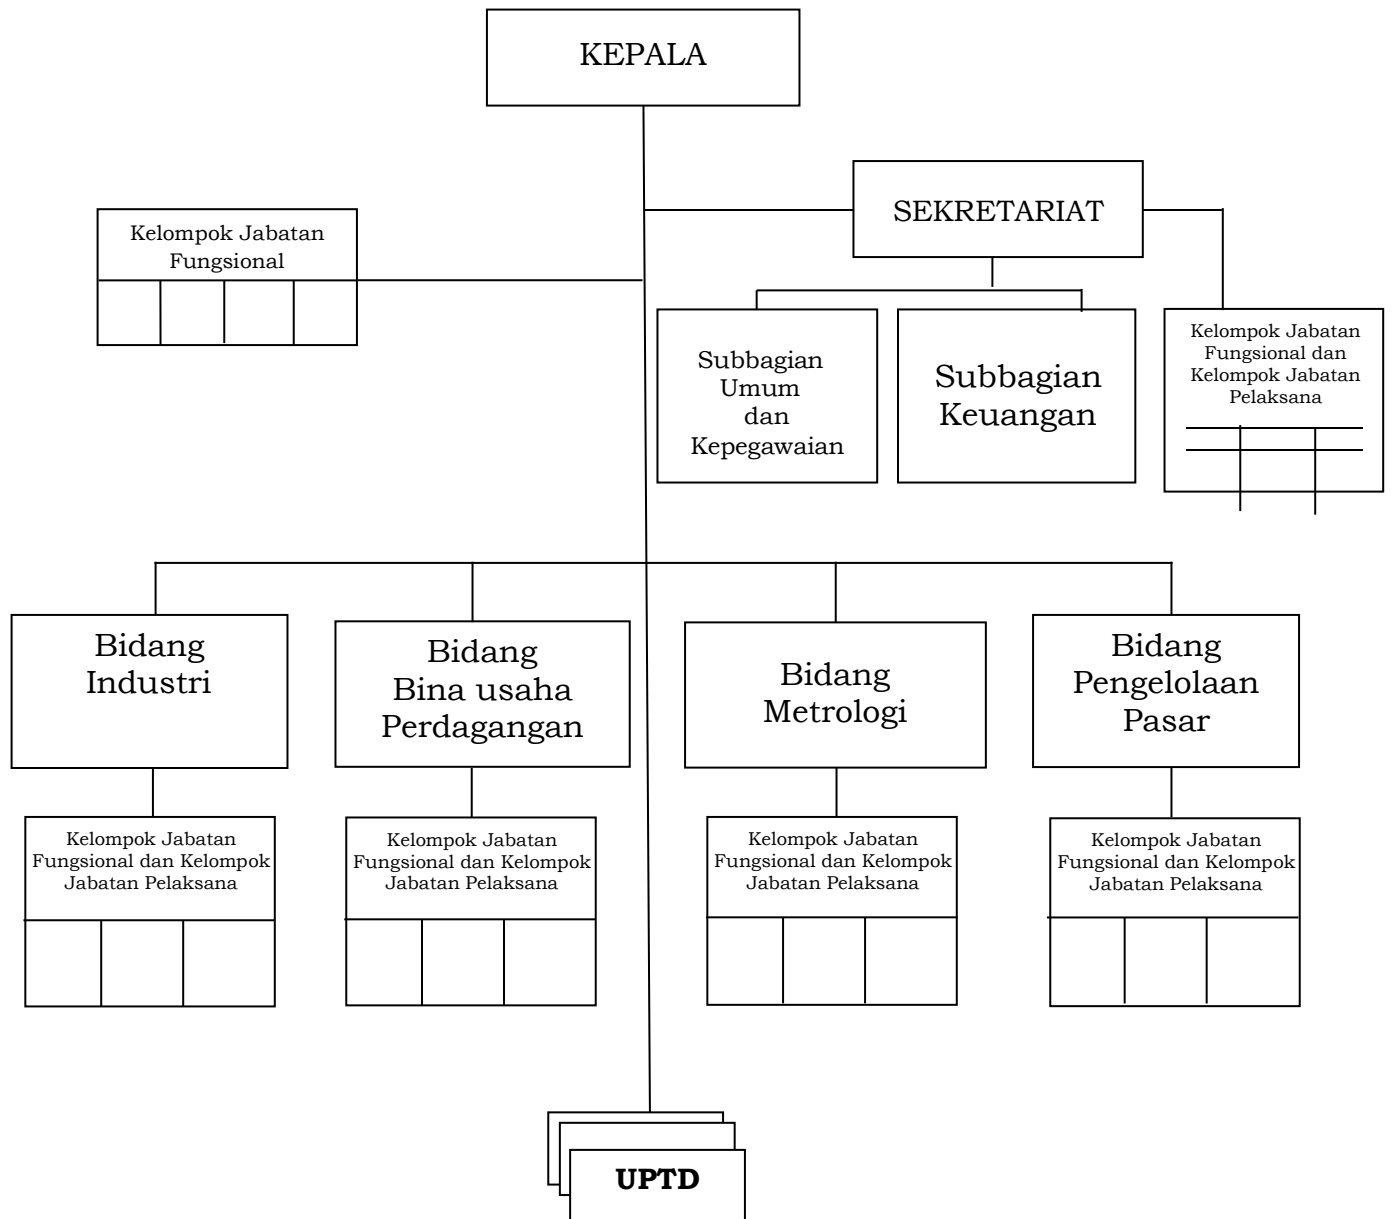 KEPALA
SEKRETARIAT
Kelompok Jabatan
Fungsional
Subbagian
Umum
dan
Kepegawaian
Subbagian
Keuangan
Kelompok Jabatan
Fungsional dan
Kelompok Jabatan
Pelaksana
Bidang
Industri
Bidang
Bina usaha
Perdagangan
Bidang
Metrologi
Bidang
Pengelolaan
Pasar
Kelompok Jabatan
Fungsional dan Kelompok
Jabatan Pelaksana
Kelompok Jabatan
Fungsional dan Kelompok
Jabatan Pelaksana
Kelompok Jabatan
Fungsional dan Kelompok
Jabatan Pelaksana
Kelompok Jabatan
Fungsional dan Kelompok
Jabatan Pelaksana
UPTD